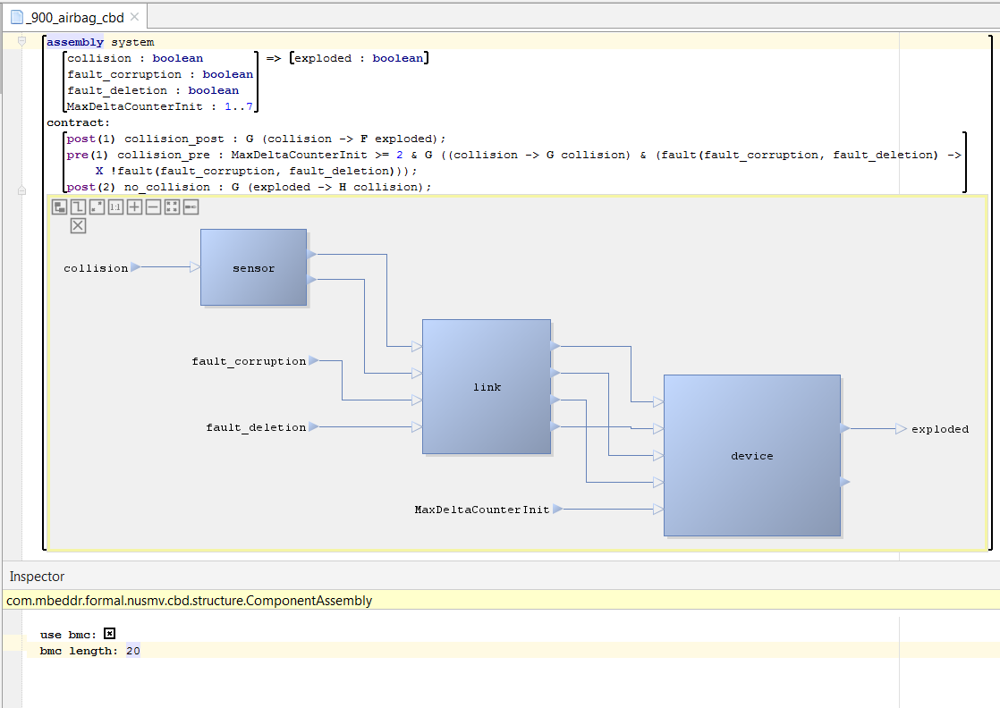 _900_airbag_cbd
assembly system
collision : boolean => [exploded : boolean]
fault_corruption : boolean
fault_deletion : boolean
MaxDeltaCounterInit : 1..7
contract:
post(1) collision_post : G (collision -> F exploded);
pre(1) collision_pre : MaxDeltaCounterInit >= 2 & G ((collision -> G collision) & (fault(fault_corruption, fault_deletion) ->
X !fault(fault_corruption, fault_deletion)));
post(2) no_collision : G (exploded -> H collision);
1:1
collision
sensor
fault_corruption
link
fault_deletion
exploded
device
MaxDeltaCounterInit
Inspector
com.mbeddr.formal.nusmv.cbd.structure.ComponentAssembly
use bmc:
bmc length: 20